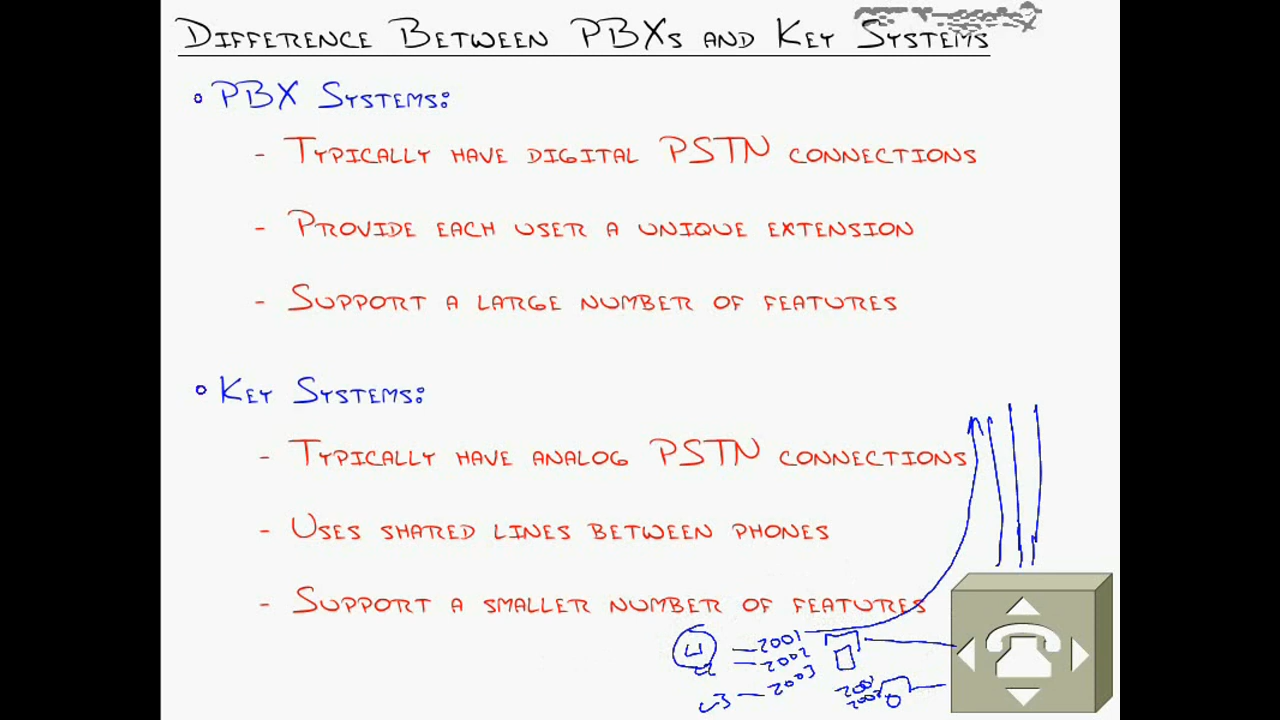 Difference Between PBXs and Key Systems
PBX Systems:
- Typically have digital PSTN connections
- Provide each user a unique extension
- Support a large number of features
Key Systems:
- Typically have analog PSTN connections
- Uses shared lines between phones
- Support a smaller number of features
2001
2002
L3 - 2003